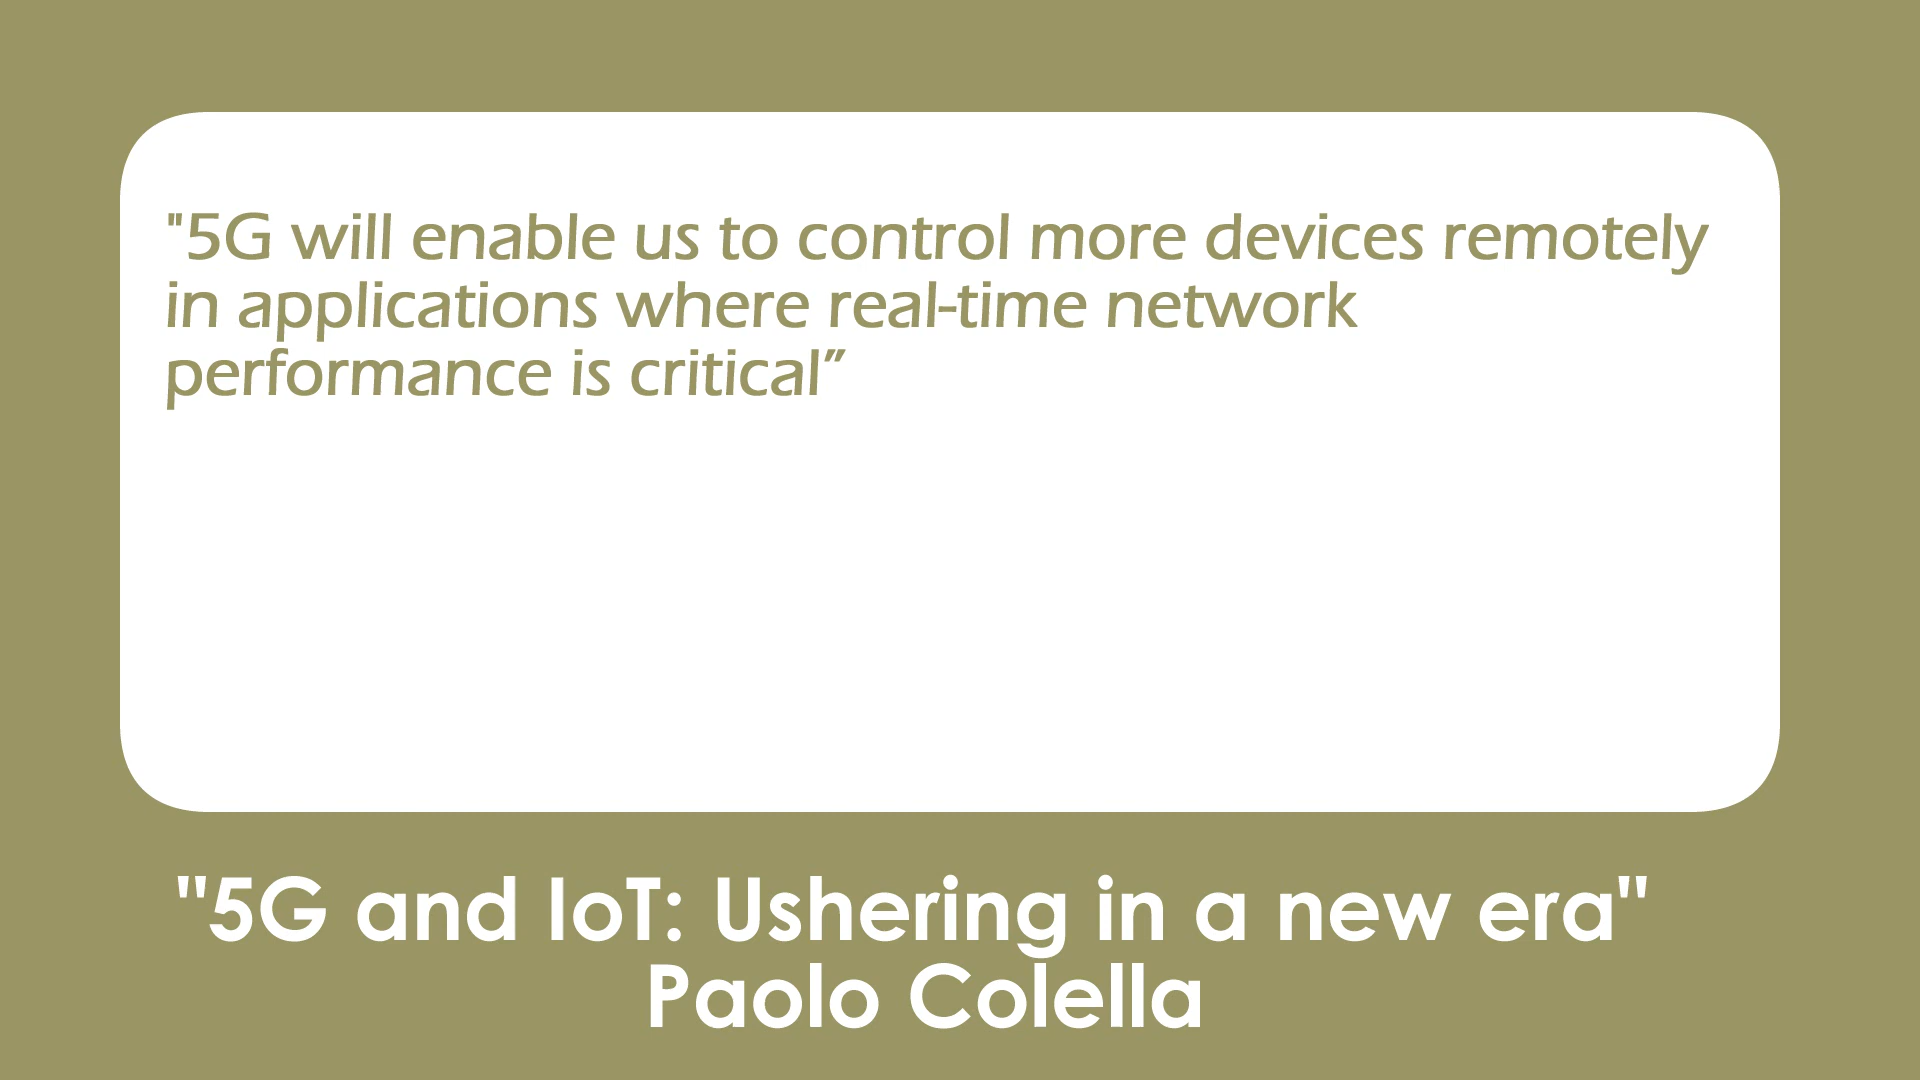 "5G will enable us to control more devices remotely
in applications where real-time network
performance is critical”
"5G and IoT: Ushering in a new era"
Paolo Colella